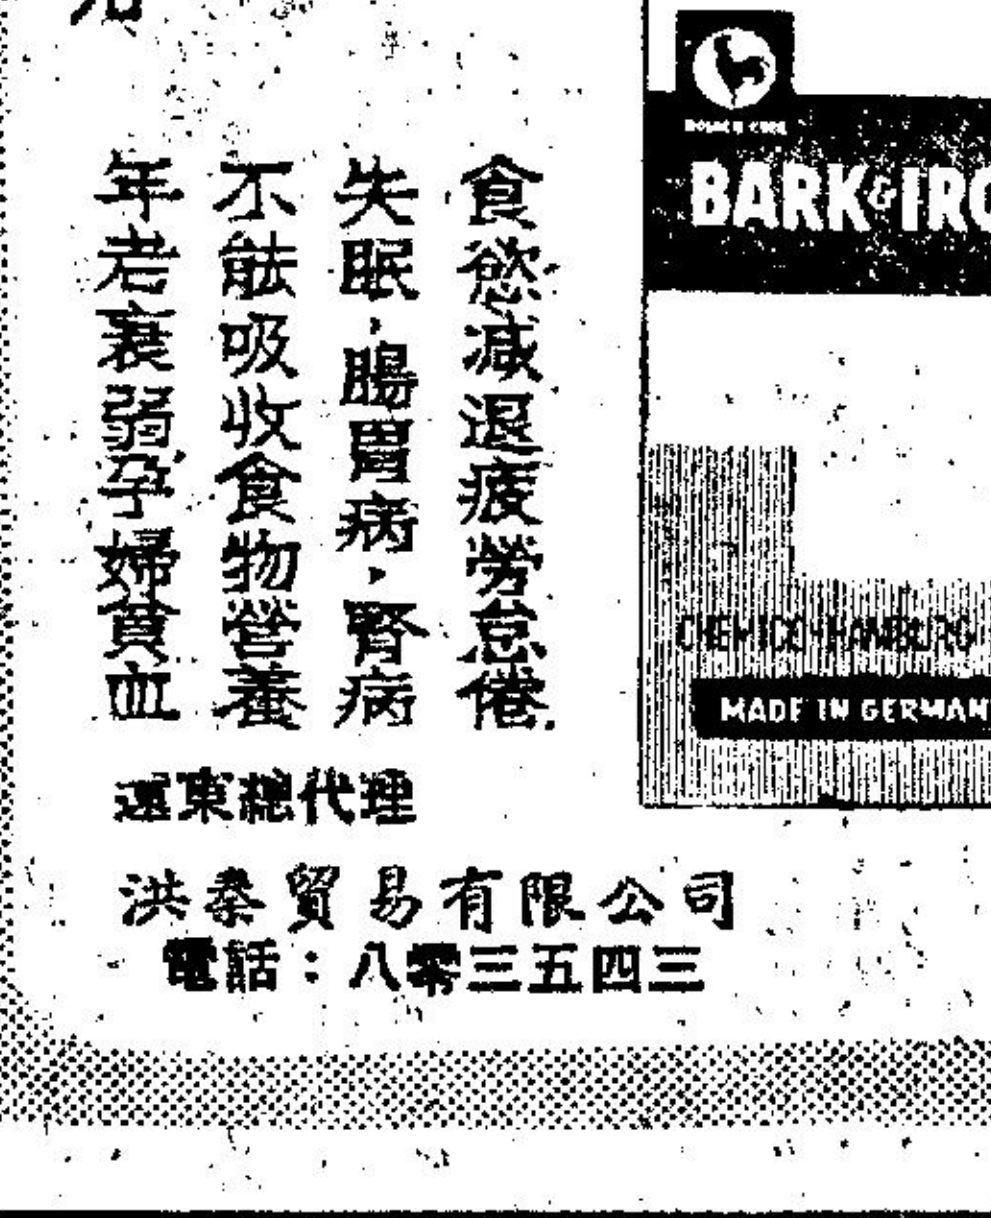 食慾減退疲勞怠倦
失眠，腸胃病，腎病
不能吸收食物營養
年老衰弱孕婦貧血
遠東總代理
洪泰貿易有限公司
電話：八零三五四三
BARK & IRO
CHEMICO-HAMBURG
MADE IN GERMAN